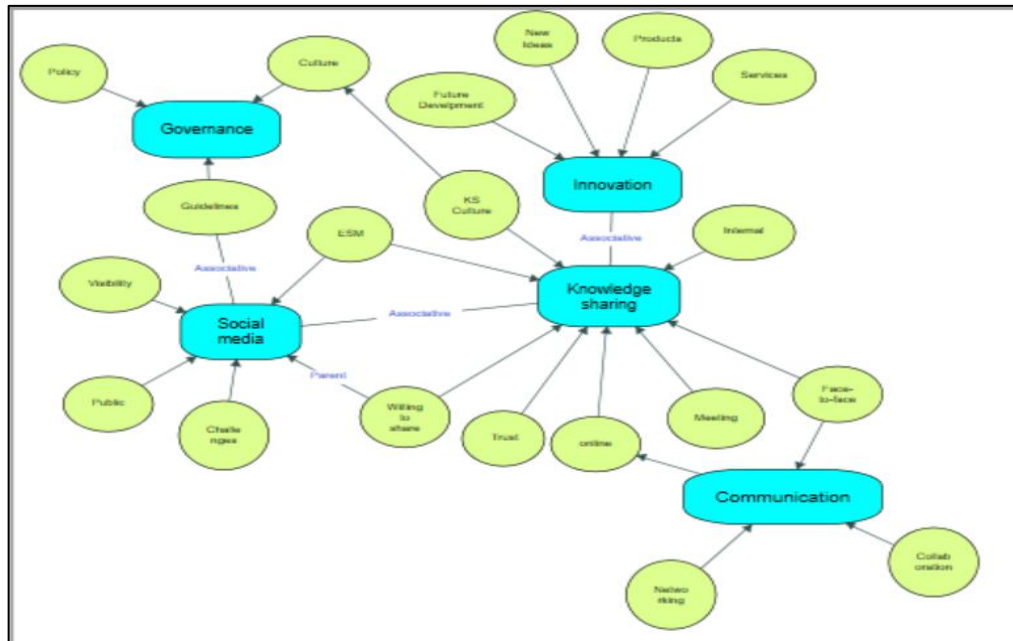 New
Ideas
Products
Policy
Culture
Services
Future
Develpment
Governance
Innovation
KS
Culture
Guidelines
ESM
Internal
Associative
Associative
Visibility
Knowledge
sharing
Social
media
Associative
Parent
Public
Challe
nges
Willing
to
share
Trust
online
Meeting
Face-
to-face
Communication
Netwo
rking
Collab
oration